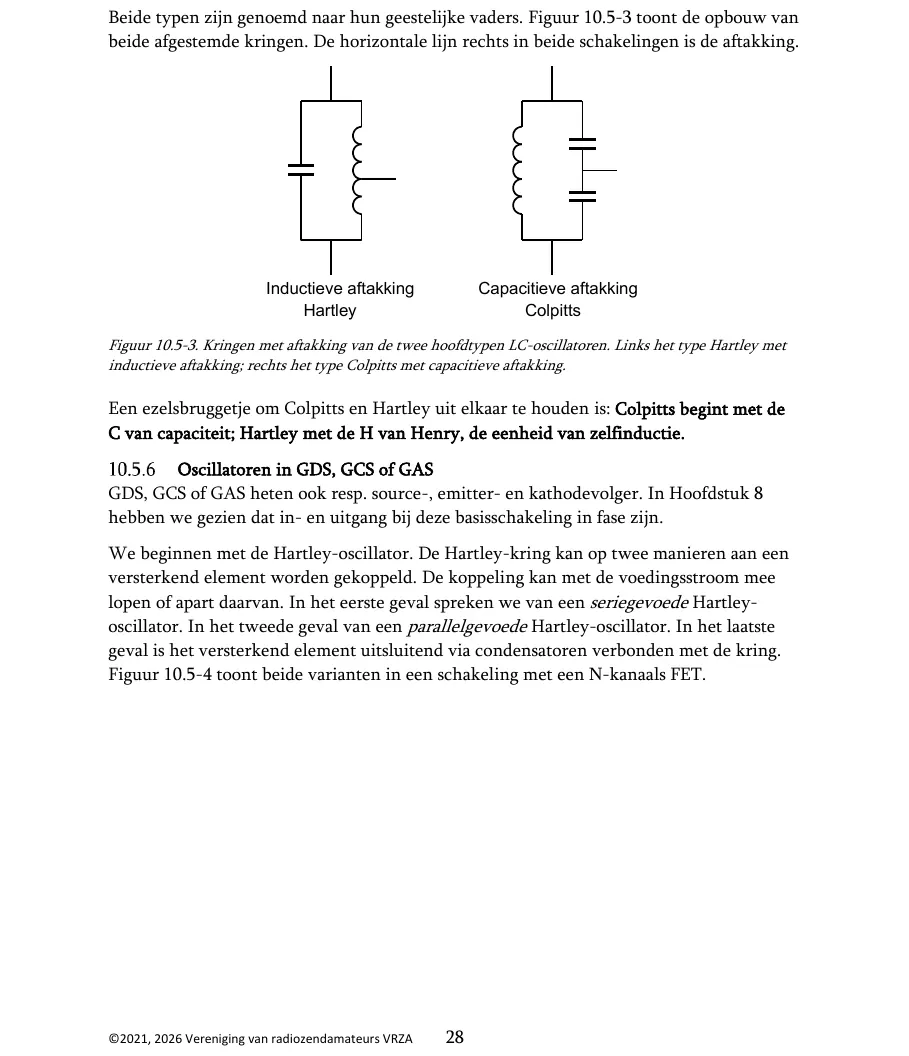 Beide typen zijn genoemd naar hun geestelijke vaders. Figuur 10.5-3 toont de opbouw van
beide afgestemde kringen. De horizontale lijn rechts in beide schakelingen is de aftakking.
Inductieve aftakking
Hartley
Capacitieve aftakking
Colpitts
Figuur 10.5-3. Kringen met aftakking van de twee hoofdtypen LC-oscillatoren. Links het type Hartley met
inductieve aftakking; rechts het type Colpitts met capacitieve aftakking.
Een ezelsbruggetje om Colpitts en Hartley uit elkaar te houden is: Colpitts begint met de
C van capaciteit; Hartley met de H van Henry, de eenheid van zelfinductie.
10.5.6 Oscillatoren in GDS, GCS of GAS
GDS, GCS of GAS heten ook resp. source-, emitter- en kathodevolger. In Hoofdstuk 8
hebben we gezien dat in- en uitgang bij deze basisschakeling in fase zijn.
We beginnen met de Hartley-oscillator. De Hartley-kring kan op twee manieren aan een
versterkend element worden gekoppeld. De koppeling kan met de voedingsstroom mee
lopen of apart daarvan. In het eerste geval spreken we van een seriegevoede Hartley-
oscillator. In het tweede geval van een parallelgevoede Hartley-oscillator. In het laatste
geval is het versterkend element uitsluitend via condensatoren verbonden met de kring.
Figuur 10.5-4 toont beide varianten in een schakeling met een N-kanaals FET.
©2021, 2026 Vereniging van radiozendamateurs VRZA 28